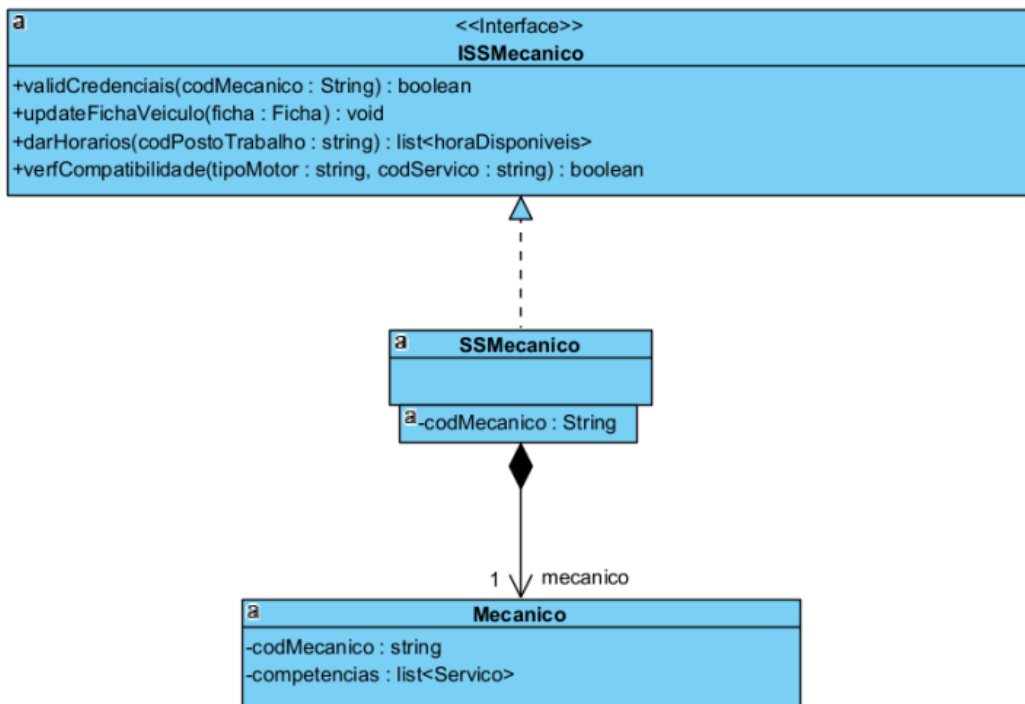 a
<<Interface>>
ISSMecanico
+validCredenciais(codMecanico : String) : boolean
+updateFichaVeiculo(ficha : Ficha) : void
+darHorarios(codPostoTrabalho : string) : list<horaDisponiveis>
+verfCompatibilidade(tipoMotor : string, codServico : string) : boolean
a SSMecanico
a -codMecanico : String
1 mecanico
a Mecanico
-codMecanico : string
-competencias : list<Servico>